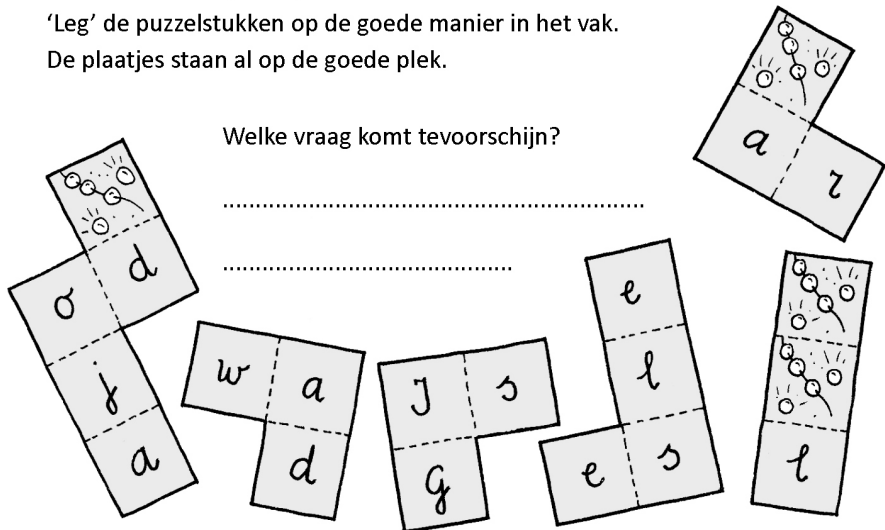 ‘Leg’ de puzzelstukken op de goede manier in het vak.
De plaatjes staan al op de goede plek.
Welke vraag komt tevoorschijn?
a r
o d
j
a
w a
d
J s
g
e
l
e s
l